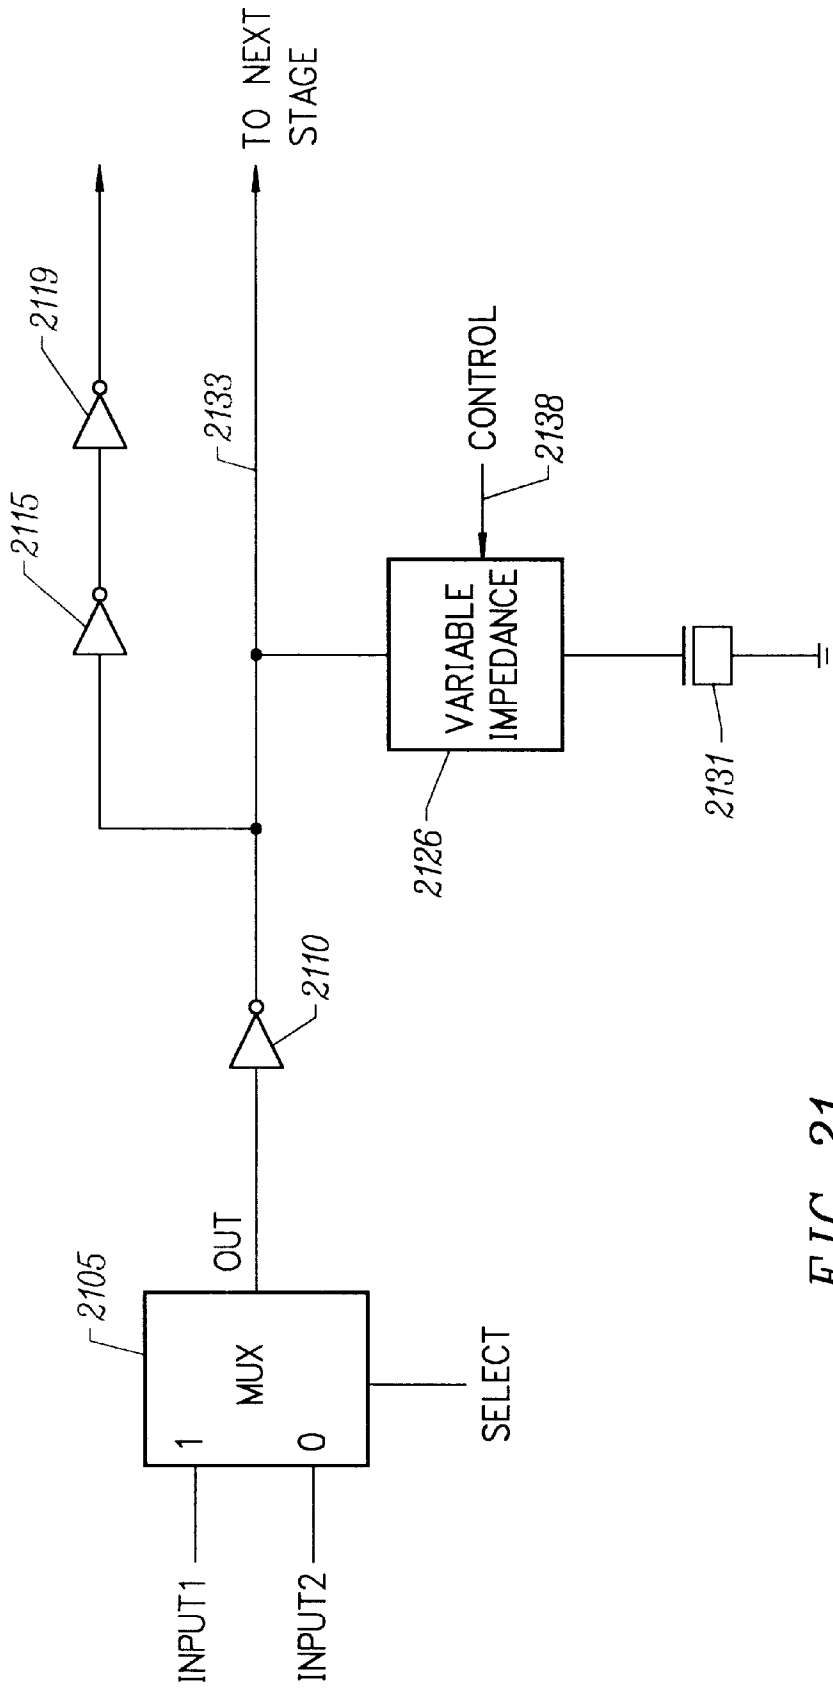 2105
INPUT1
1
MUX
OUT
INPUT2
0
SELECT
2110
2115
2119
2133
TO NEXT
STAGE
VARIABLE
IMPEDANCE
2126
CONTROL
2138
2131
FIG. 21